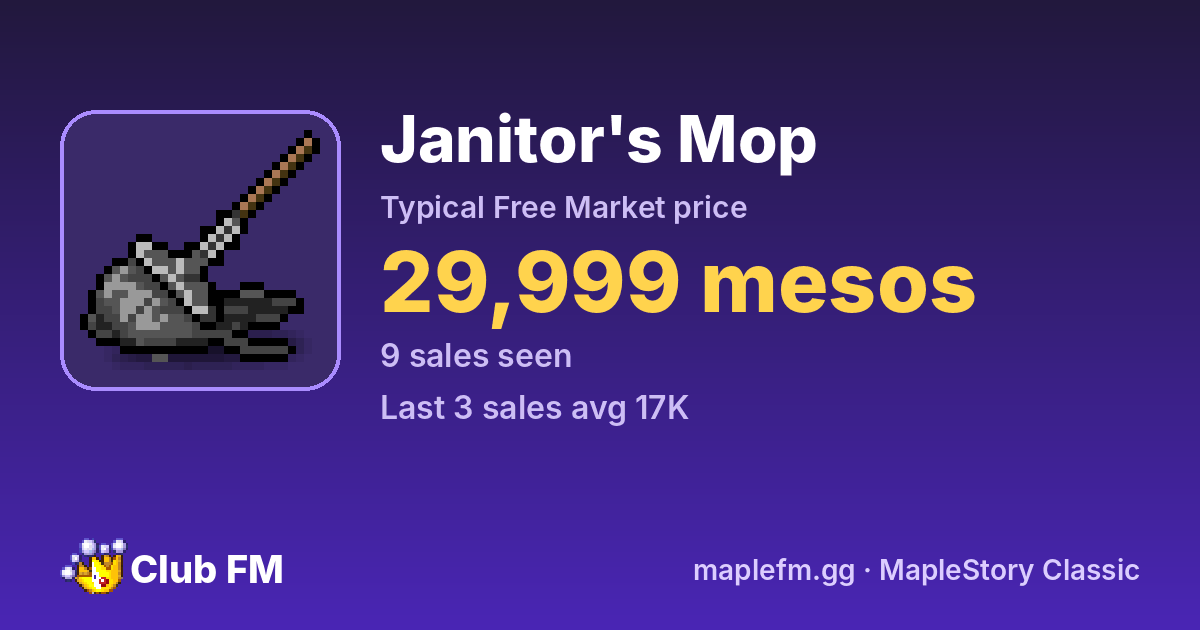 Janitor's Mop
Typical Free Market price
29,999 mesos
9 sales seen
Last 3 sales avg 17K
Club FM
maplefm.gg · MapleStory Classic